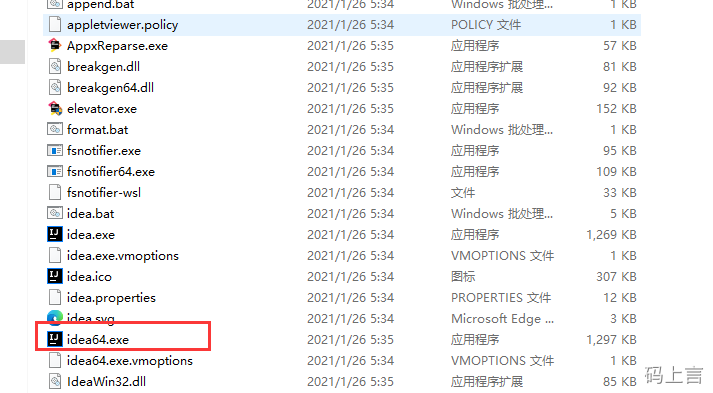 append.bat 2021/1/26 5:34 Windows 批处理... 1 KB
appletviewer.policy 2021/1/26 5:34 POLICY 文件 1 KB
AppxReparse.exe 2021/1/26 5:35 应用程序 57 KB
breakgen.dll 2021/1/26 5:35 应用程序扩展 81 KB
breakgen64.dll 2021/1/26 5:35 应用程序扩展 92 KB
elevator.exe 2021/1/26 5:34 应用程序 152 KB
format.bat 2021/1/26 5:34 Windows 批处理... 1 KB
fsnotifier.exe 2021/1/26 5:34 应用程序 95 KB
fsnotifier64.exe 2021/1/26 5:34 应用程序 109 KB
fsnotifier-wsl 2021/1/26 5:34 文件 33 KB
idea.bat 2021/1/26 5:34 Windows 批处理... 5 KB
idea.exe 2021/1/26 5:34 应用程序 1,269 KB
idea.exe.vmoptions 2021/1/26 5:34 VMOPTIONS 文件 1 KB
idea.ico 2021/1/26 5:34 图标 307 KB
idea.properties 2021/1/26 5:34 PROPERTIES 文件 12 KB
idea.svg 2021/1/26 5:34 Microsoft Edge ... 3 KB
idea64.exe 2021/1/26 5:35 应用程序 1,297 KB
idea64.exe.vmoptions 2021/1/26 5:34 VMOPTIONS 文件 1 KB
IdeaWin32.dll 2021/1/26 5:35 应用程序扩展 85 KB
码上言